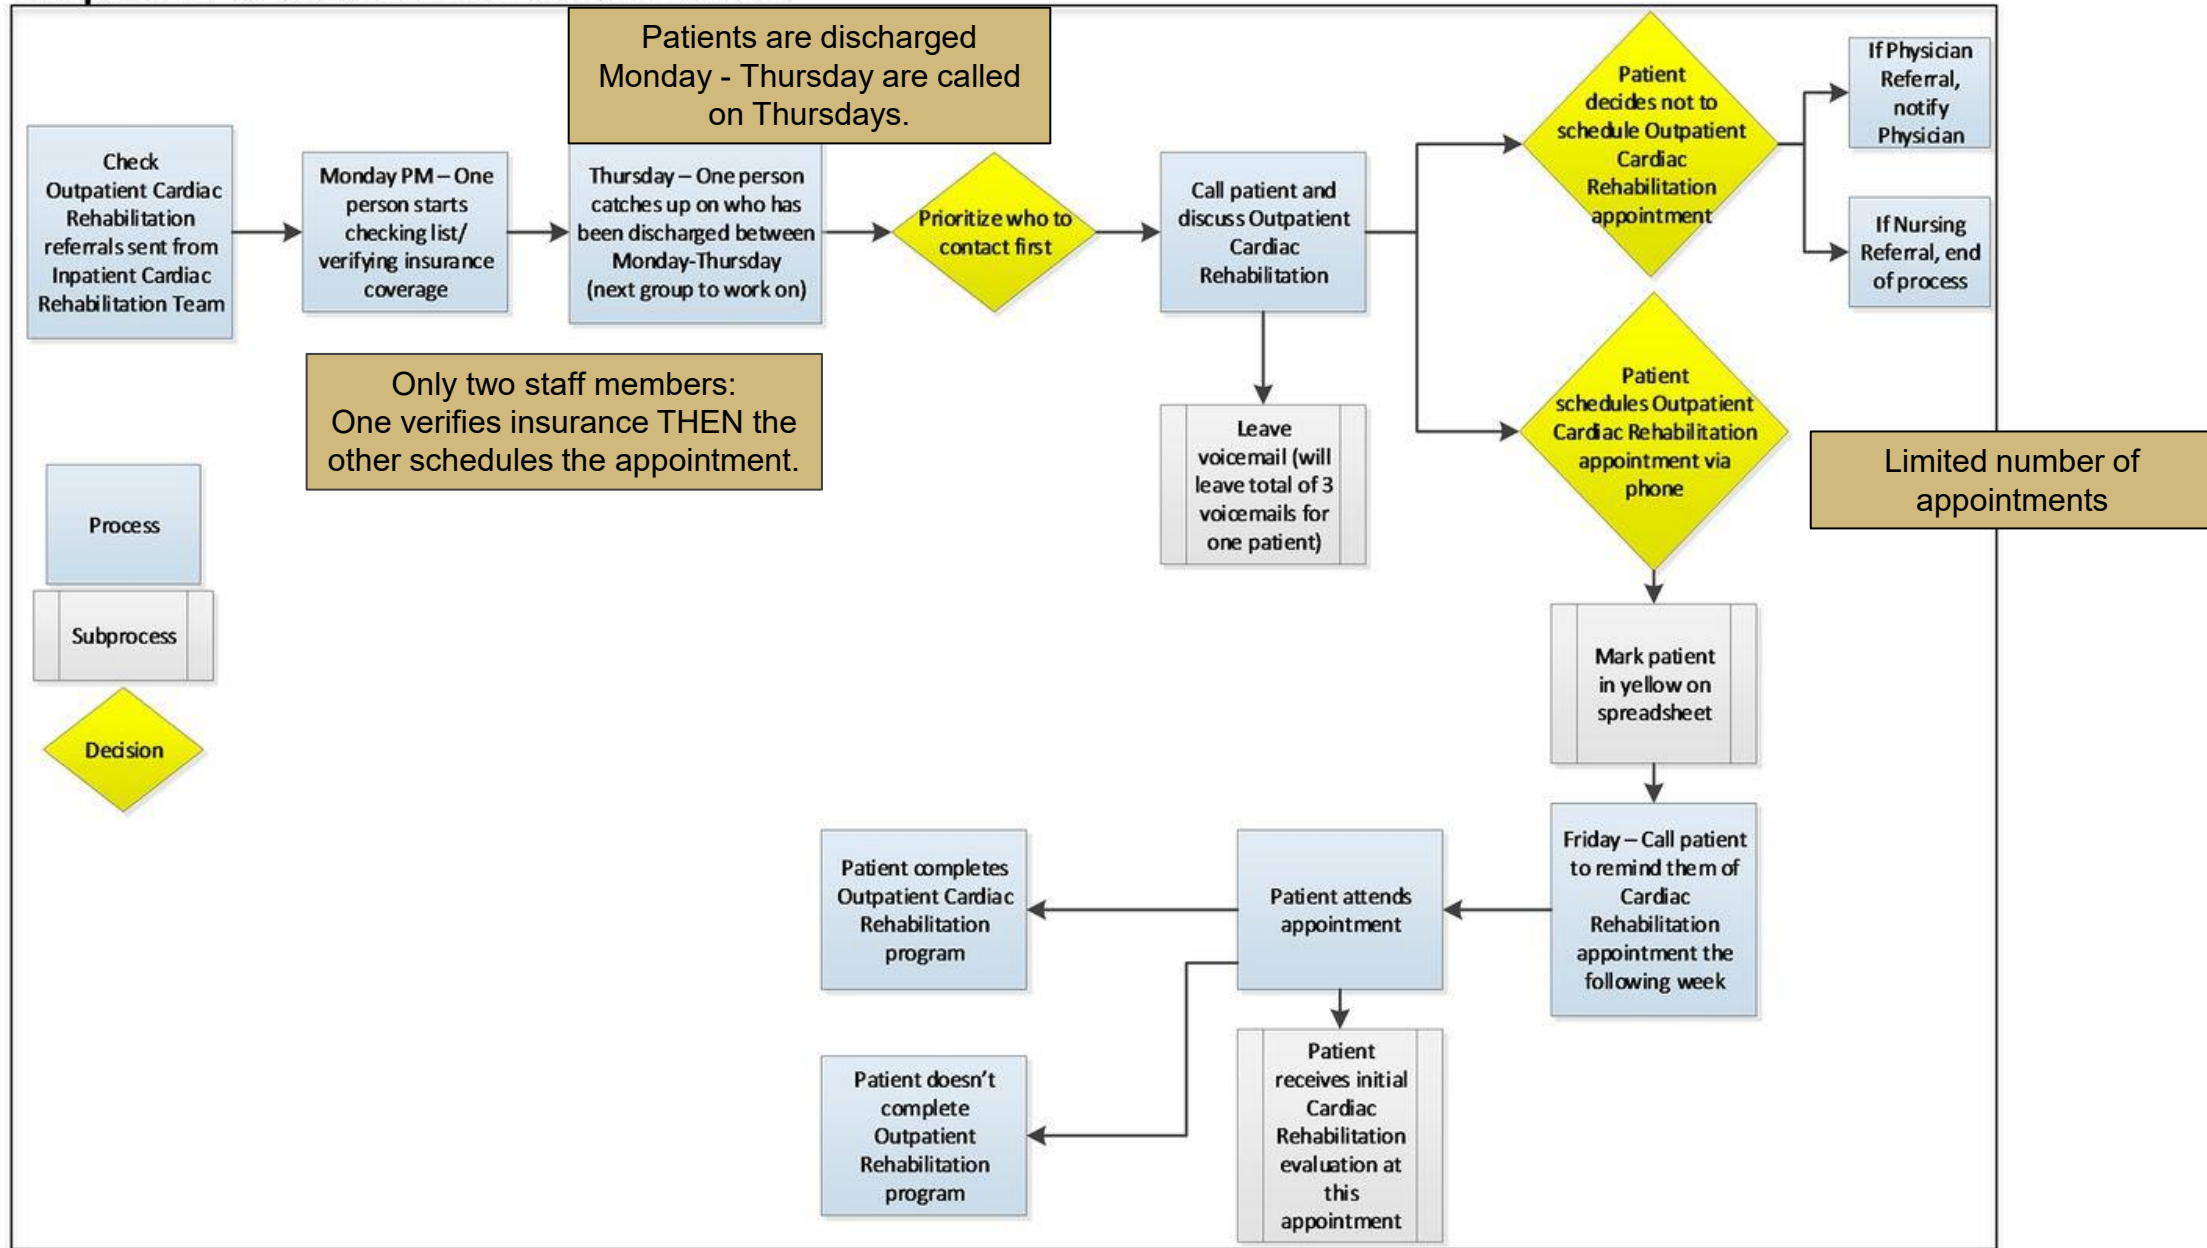 Patients are discharged
Monday - Thursday are called
on Thursdays.
Check
Outpatient Cardiac
Rehabilitation
referrals sent from
Inpatient Cardiac
Rehabilitation Team
Monday PM – One
person starts
checking list/
verifying insurance
coverage
Thursday – One person
catches up on who has
been discharged between
Monday-Thursday
(next group to work on)
Prioritize who to
contact first
Call patient and
discuss Outpatient
Cardiac
Rehabilitation
Patient
decides not to
schedule Outpatient
Cardiac
Rehabilitation
appointment
If Physician
Referral,
notify
Physician
If Nursing
Referral, end
of process
Only two staff members:
One verifies insurance THEN the
other schedules the appointment.
Leave
voicemail (will
leave total of 3
voicemails for
one patient)
Patient
schedules Outpatient
Cardiac Rehabilitation
appointment via
phone
Limited number of
appointments
Process
Subprocess
Decision
Mark patient
in yellow on
spreadsheet
Friday – Call patient
to remind them of
Cardiac
Rehabilitation
appointment the
following week
Patient attends
appointment
Patient completes
Outpatient Cardiac
Rehabilitation
program
Patient doesn't
complete
Outpatient
Rehabilitation
program
Patient
receives initial
Cardiac
Rehabilitation
evaluation at
this
appointment